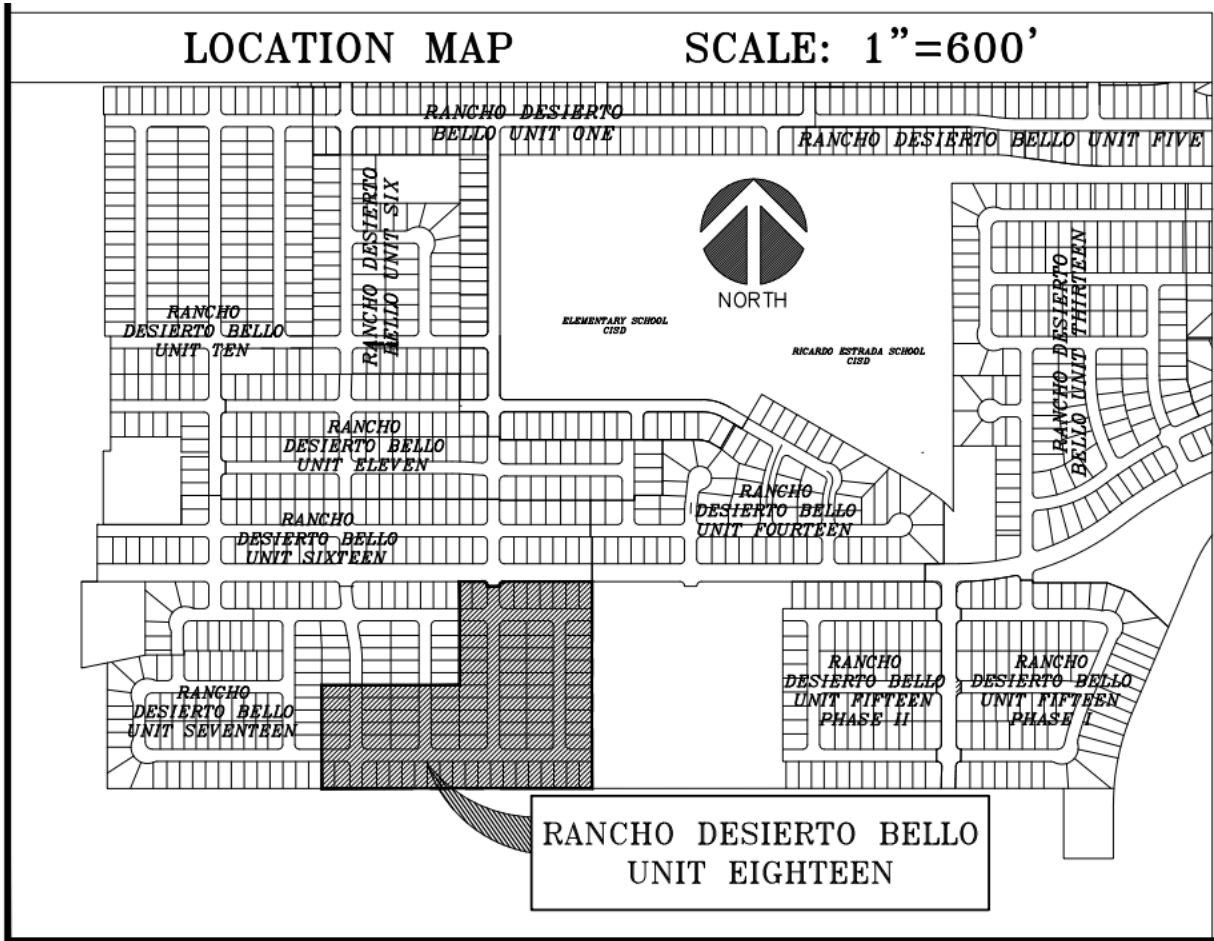 LOCATION MAP SCALE: 1"=600'
RANCHO DESIERTO
BELLO UNIT ONE
RANCHO DESIERTO BELLO UNIT FIVE
RANCHO DESIERTO
BELLO UNIT SIX
NORTH
RANCHO DESIERTO
BELLO UNIT THIRTEEN
RANCHO
DESIERTO BELLO
UNIT TEN
ELEMENTARY SCHOOL
CISD
RICARDO ESTRADA SCHOOL
CISD
RANCHO
DESIERTO BELLO
UNIT ELEVEN
RANCHO
DESIERTO BELLO
UNIT FOURTEEN
RANCHO
DESIERTO BELLO
UNIT SIXTEEN
RANCHO
DESIERTO BELLO
UNIT SEVENTEEN
RANCHO
DESIERTO BELLO
UNIT FIFTEEN
PHASE II
RANCHO
DESIERTO BELLO
UNIT FIFTEEN
PHASE I
RANCHO DESIERTO BELLO
UNIT EIGHTEEN